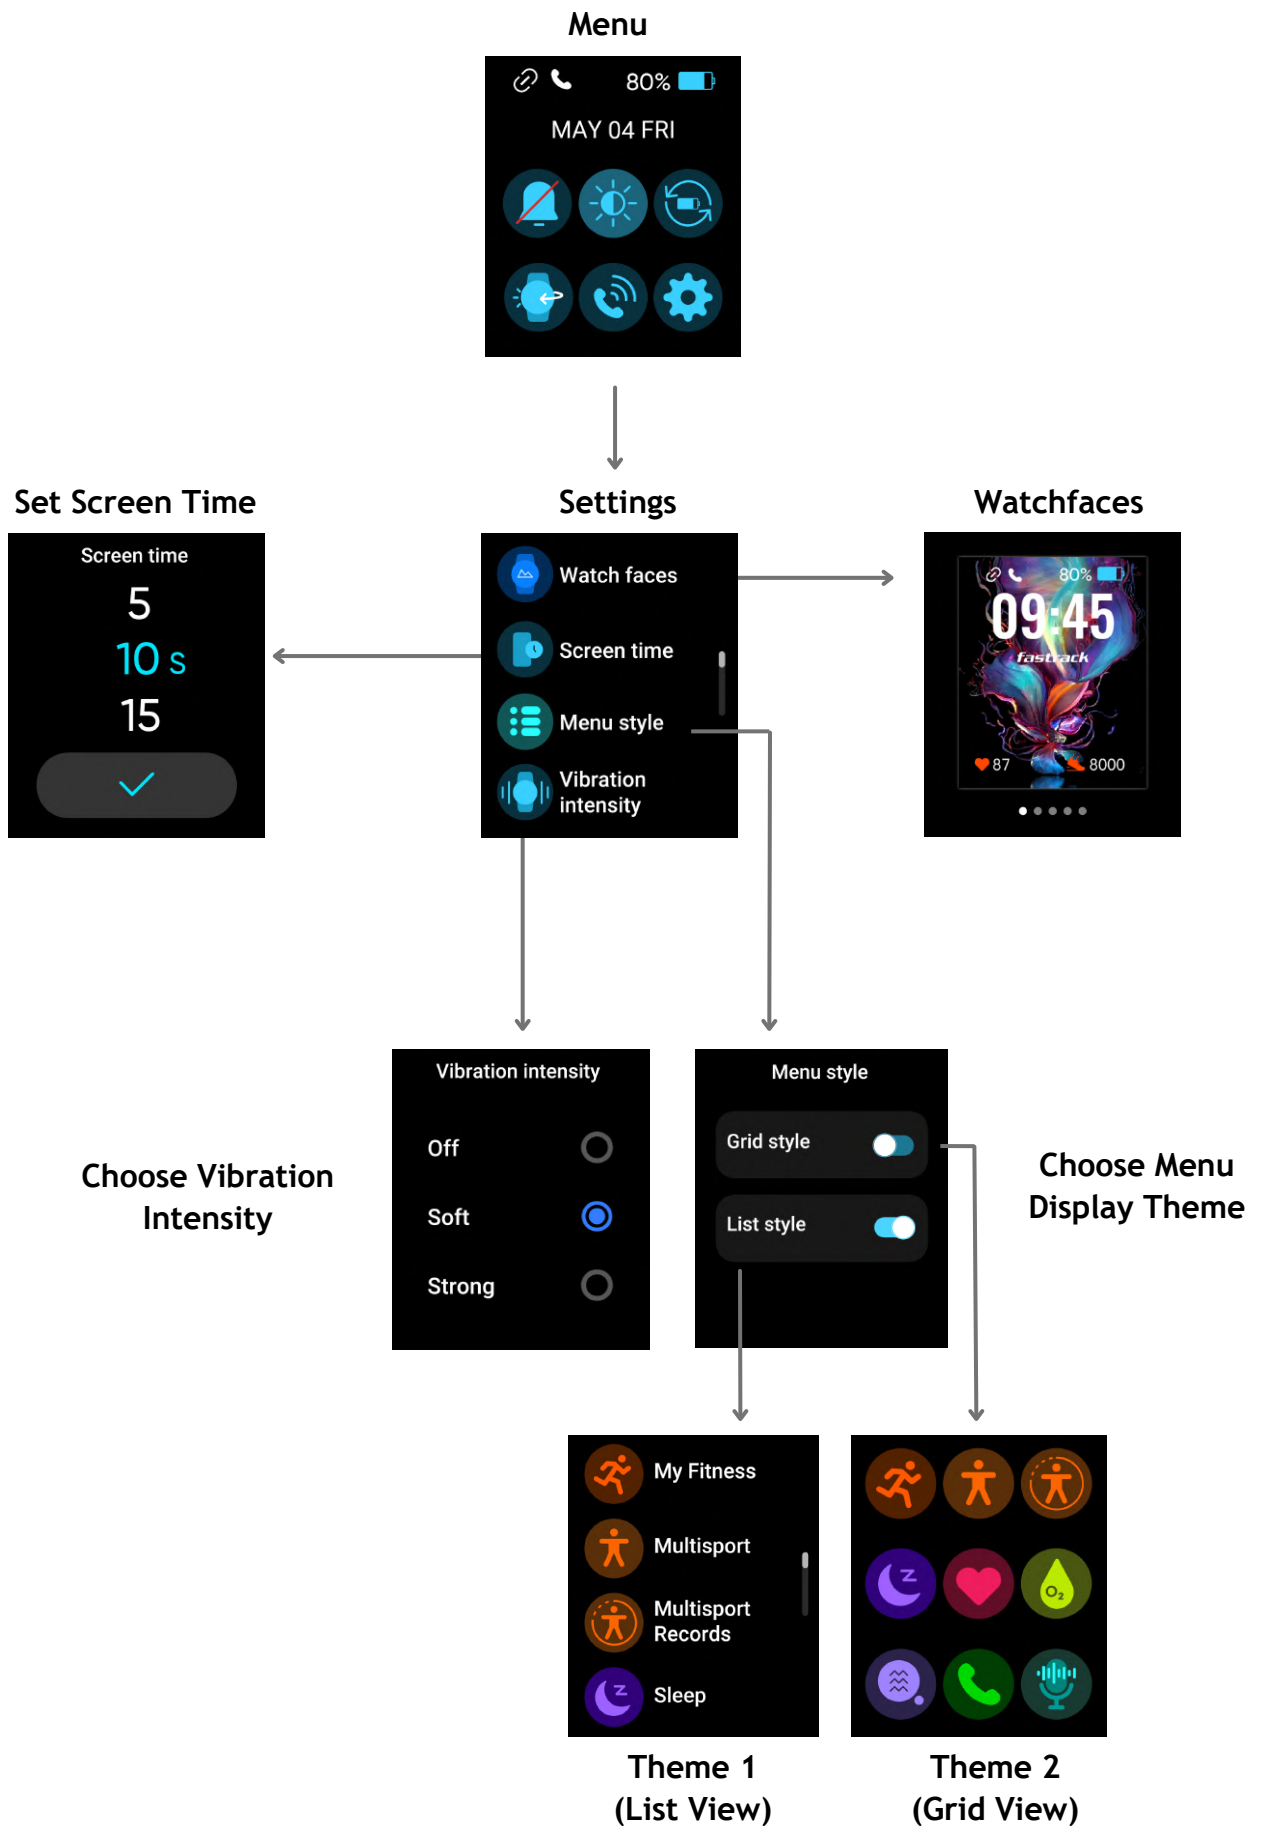 Menu
80%
MAY 04 FRI
Set Screen Time
Settings
Watchfaces
Screen time
5
10 s
15
Watch faces
Screen time
Menu style
Vibration
intensity
80%
09:45
fastrack
87
8000
Vibration intensity
Off
Soft
Strong
Choose Vibration
Intensity
Menu style
Grid style
List style
Choose Menu
Display Theme
My Fitness
Multisport
Multisport
Records
Z
Sleep
Z
O₂
Theme 1
(List View)
Theme 2
(Grid View)